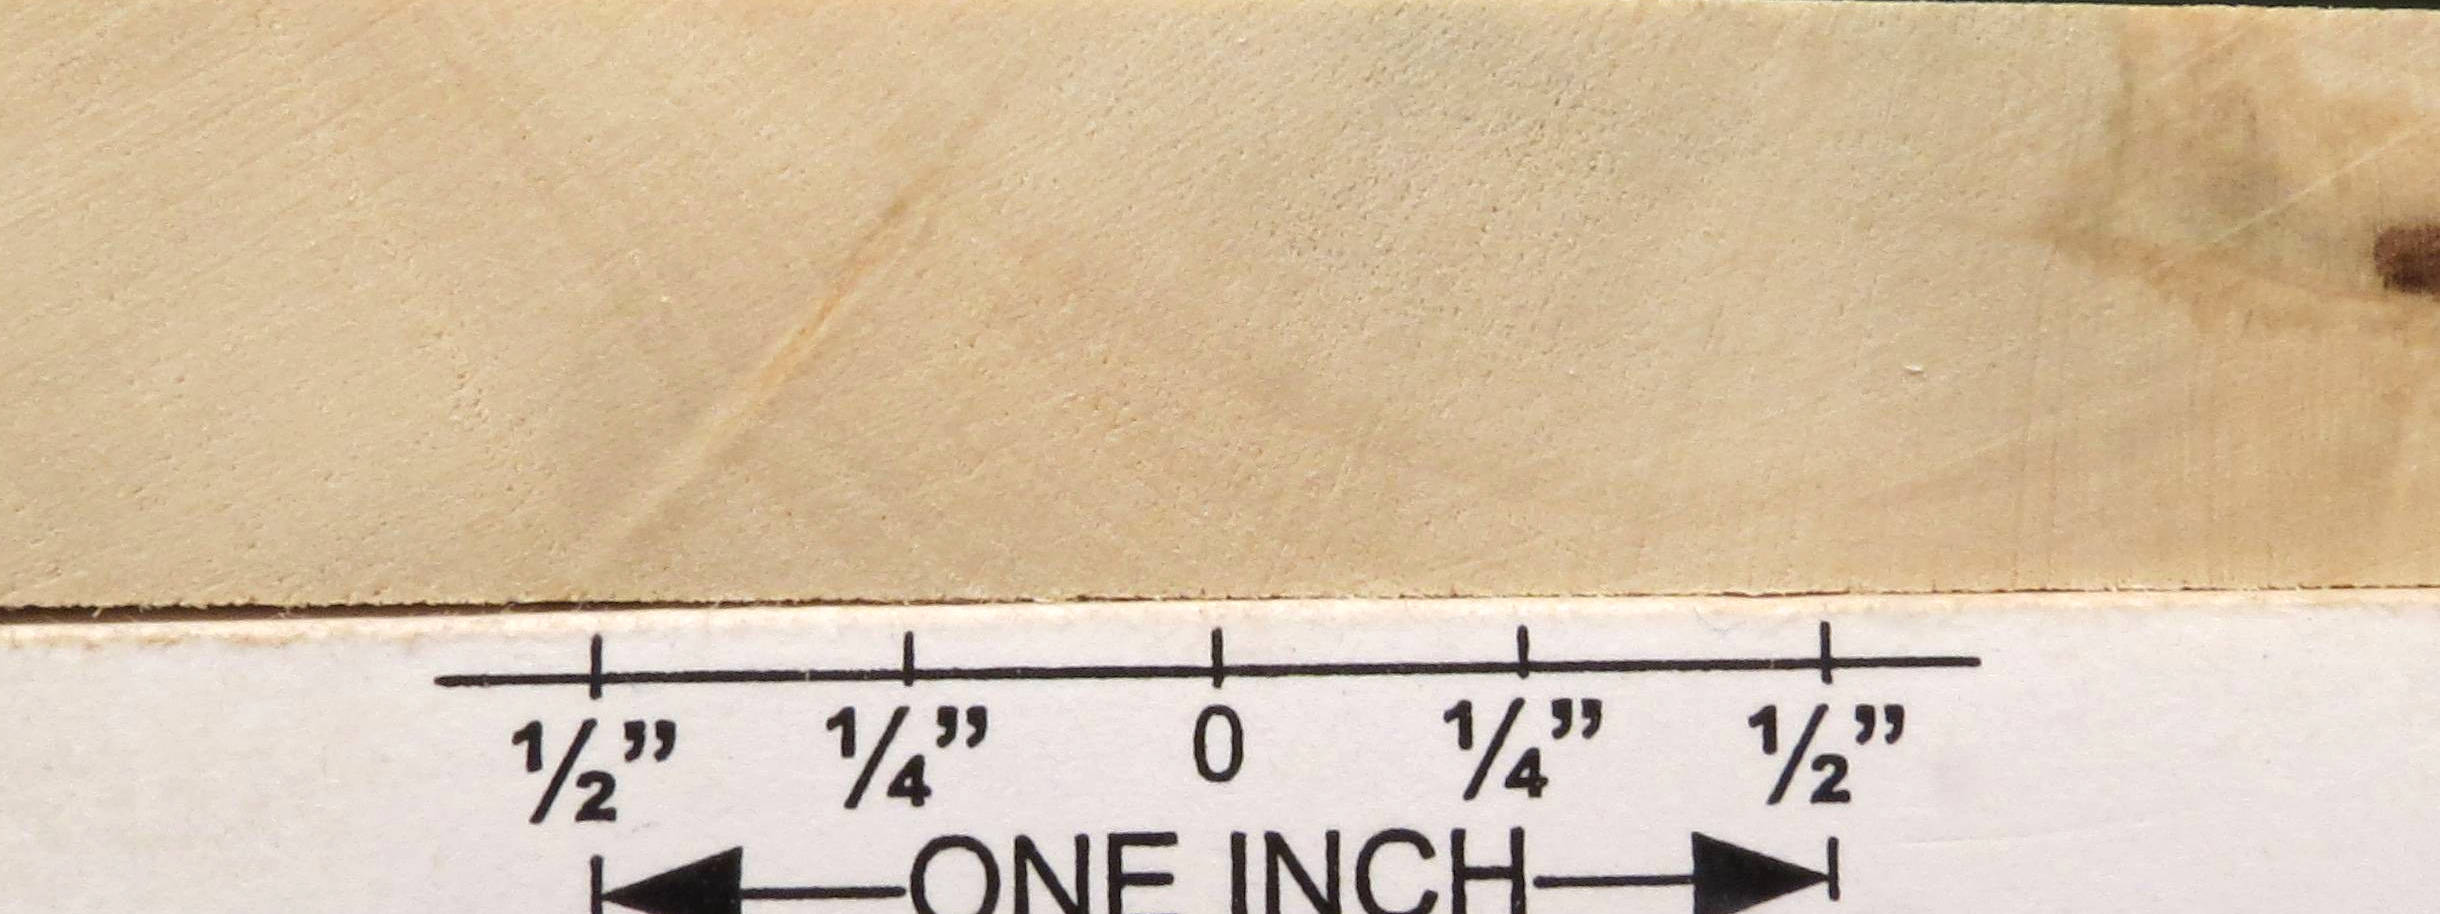 ½” ¼” 0 ¼” ½”
ONE INCH